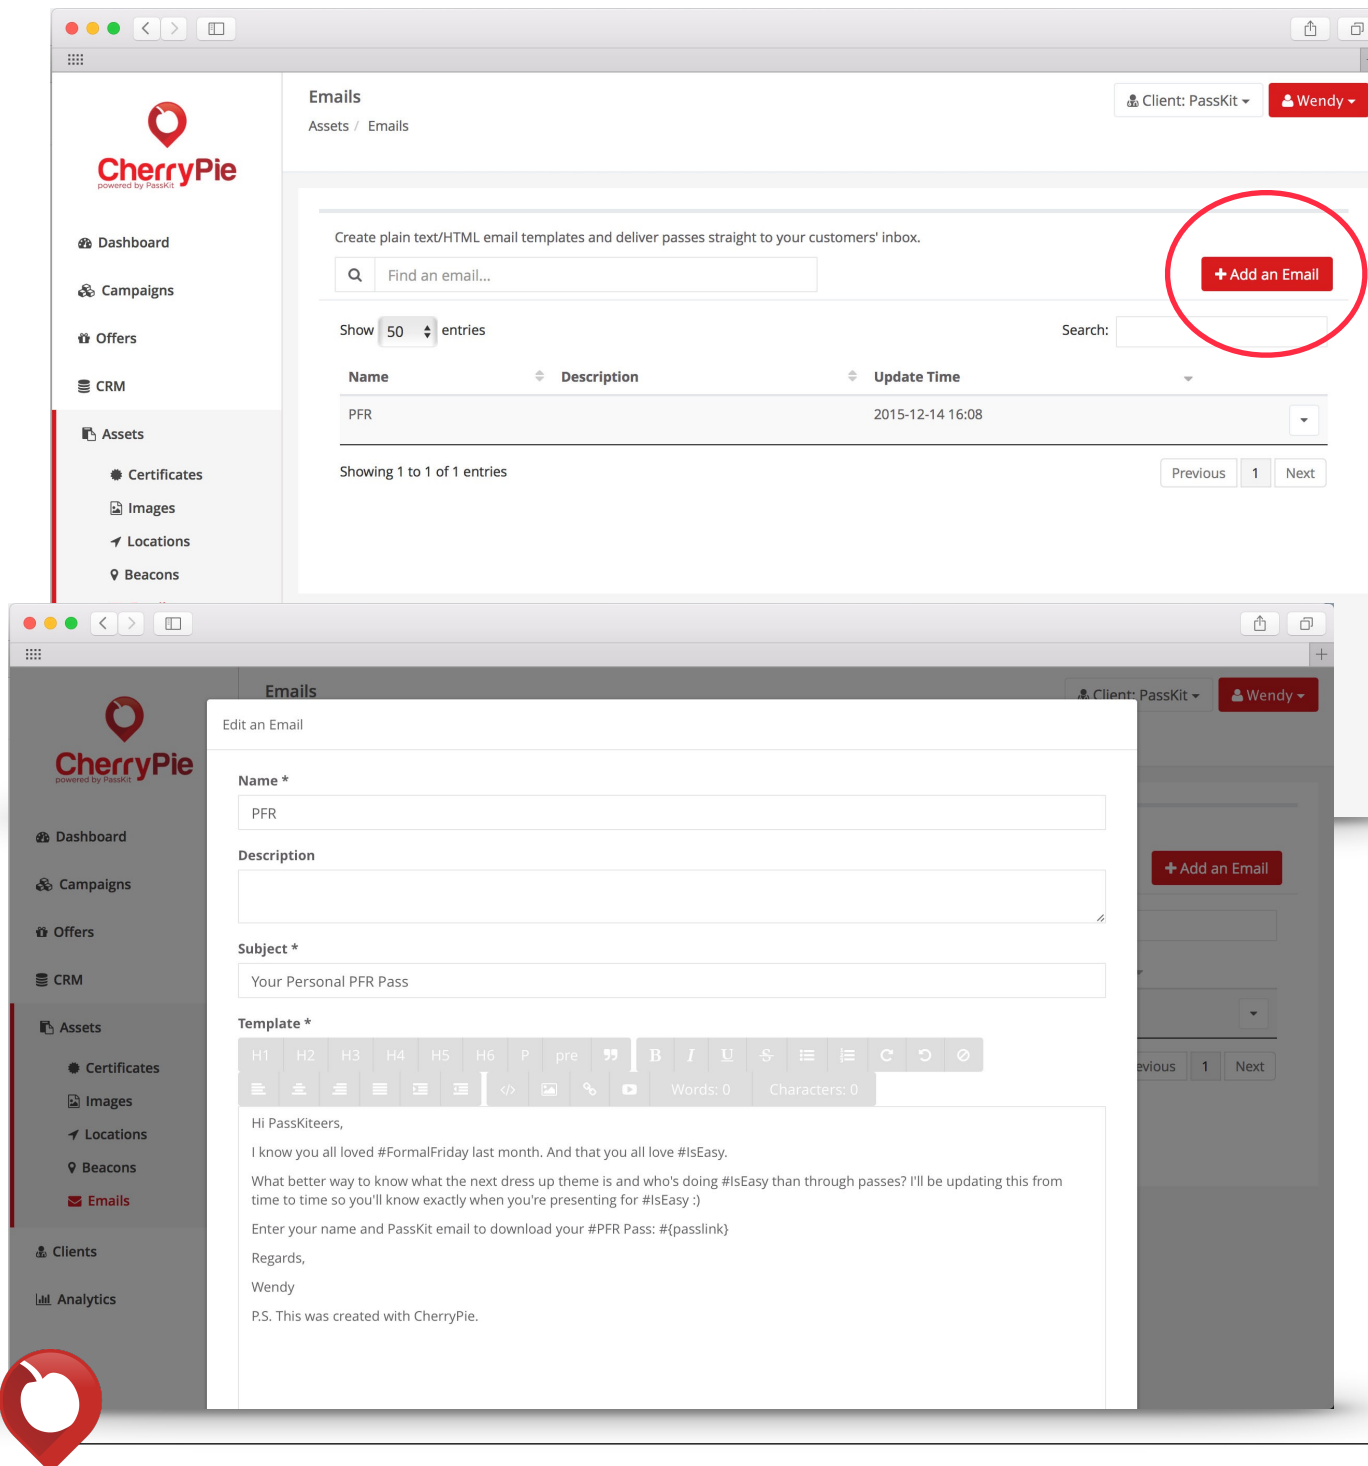 Emails
Assets / Emails
Client: PassKit
Wendy
CherryPie
powered by PassKit
Create plain text/HTML email templates and deliver passes straight to your customers' inbox.
Find an email...
+ Add an Email
Show 50 entries
Search:
Name Description Update Time
PFR 2015-12-14 16:08
Showing 1 to 1 of 1 entries
Previous 1 Next
Dashboard
Campaigns
Offers
CRM
Assets
Certificates
Images
Locations
Beacons
Emails
Client: PassKit
Wendy
CherryPie
powered by PassKit
Dashboard
Campaigns
Offers
CRM
Assets
Certificates
Images
Locations
Beacons
Emails
Clients
Analytics
+ Add an Email
evious 1 Next
Edit an Email
Name *
PFR
Description
Subject *
Your Personal PFR Pass
Template *
H1 H2 H3 H4 H5 H6 P pre B I U S
Words: 0 Characters: 0
Hi PassKiteers,
I know you all loved #FormalFriday last month. And that you all love #IsEasy.
What better way to know what the next dress up theme is and who's doing #IsEasy than through passes? I'll be updating this from
time to time so you'll know exactly when you're presenting for #IsEasy :)
Enter your name and PassKit email to download your #PFR Pass: #{passlink}
Regards,
Wendy
P.S. This was created with CherryPie.